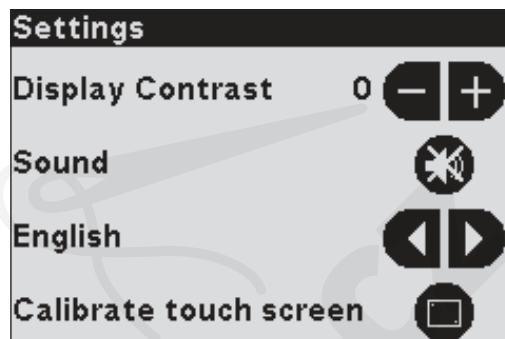 Settings
Display Contrast 0 − +
Sound
English
Calibrate touch screen